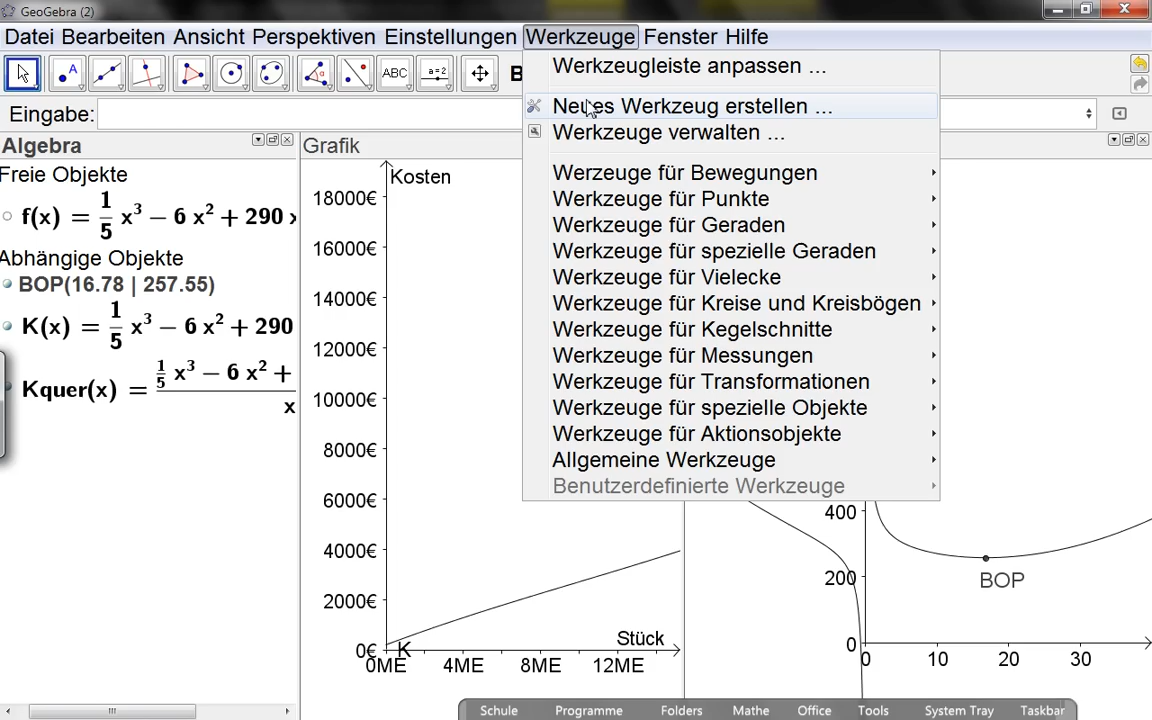 GeoGebra (2)
Datei Bearbeiten Ansicht Perspektiven Einstellungen Werkzeuge Fenster Hilfe
A
ABC
a=2
Eingabe:
Werkzeugleiste anpassen ...
Neues Werkzeug erstellen ...
Werkzeuge verwalten ...
Werzeuge für Bewegungen
Werkzeuge für Punkte
Werkzeuge für Geraden
Werkzeuge für spezielle Geraden
Werkzeuge für Vielecke
Werkzeuge für Kreise und Kreisbögen
Werkzeuge für Kegelschnitte
Werkzeuge für Messungen
Werkzeuge für Transformationen
Werkzeuge für spezielle Objekte
Werkzeuge für Aktionsobjekte
Allgemeine Werkzeuge
Benutzerdefinierte Werkzeuge
Algebra
Freie Objekte
f(x) = 1/5 x³ − 6 x² + 290 x
Abhängige Objekte
BOP(16.78 | 257.55)
K(x) = 1/5 x³ − 6 x² + 290
Kquer(x) = 1/5 x³ − 6 x² +
x
Grafik
Kosten
18000€
16000€
14000€
12000€
10000€
8000€
6000€
4000€
2000€
0€
K
Stück
0ME 4ME 8ME 12ME
400
200
0
BOP
0 10 20 30
Schule Programme Folders Mathe Office Tools System Tray Taskbar